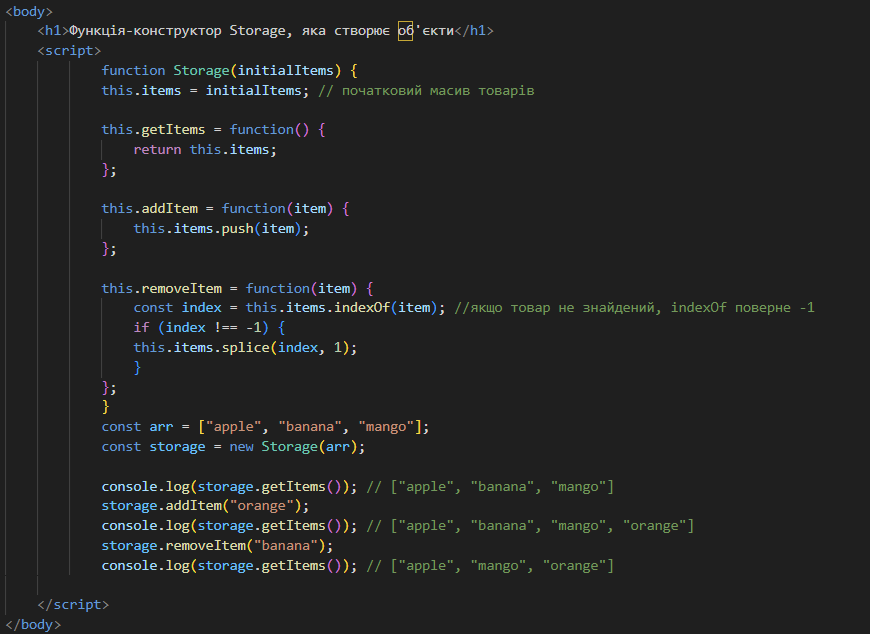 <body>
<h1>Функція-конструктор Storage, яка створює об'єкти</h1>
<script>
function Storage(initialItems) {
this.items = initialItems; // початковий масив товарів
this.getItems = function() {
return this.items;
};
this.addItem = function(item) {
this.items.push(item);
};
this.removeItem = function(item) {
const index = this.items.indexOf(item); //якщо товар не знайдений, indexOf поверне -1
if (index !== -1) {
this.items.splice(index, 1);
}
};
}
const arr = ["apple", "banana", "mango"];
const storage = new Storage(arr);
console.log(storage.getItems()); // ["apple", "banana", "mango"]
storage.addItem("orange");
console.log(storage.getItems()); // ["apple", "banana", "mango", "orange"]
storage.removeItem("banana");
console.log(storage.getItems()); // ["apple", "mango", "orange"]
</script>
</body>